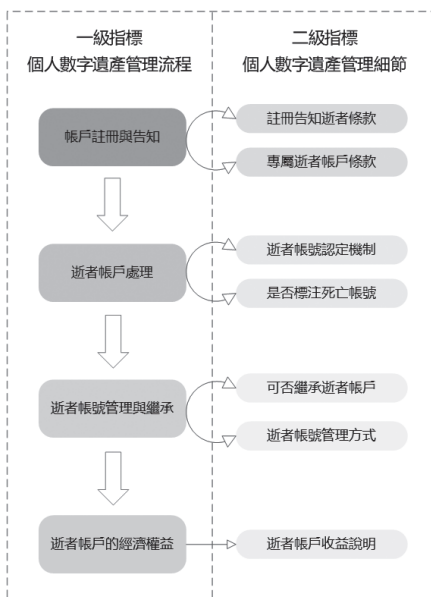 一級指標
個人數字遺產管理流程
二級指標
個人數字遺產管理細節
帳戶註冊與告知
註冊告知逝者條款
專屬逝者帳戶條款
逝者帳戶處理
逝者帳號認定機制
是否標注死亡帳號
逝者帳號管理與繼承
可否繼承逝者帳戶
逝者帳號管理方式
逝者帳戶的經濟權益
逝者帳戶收益說明